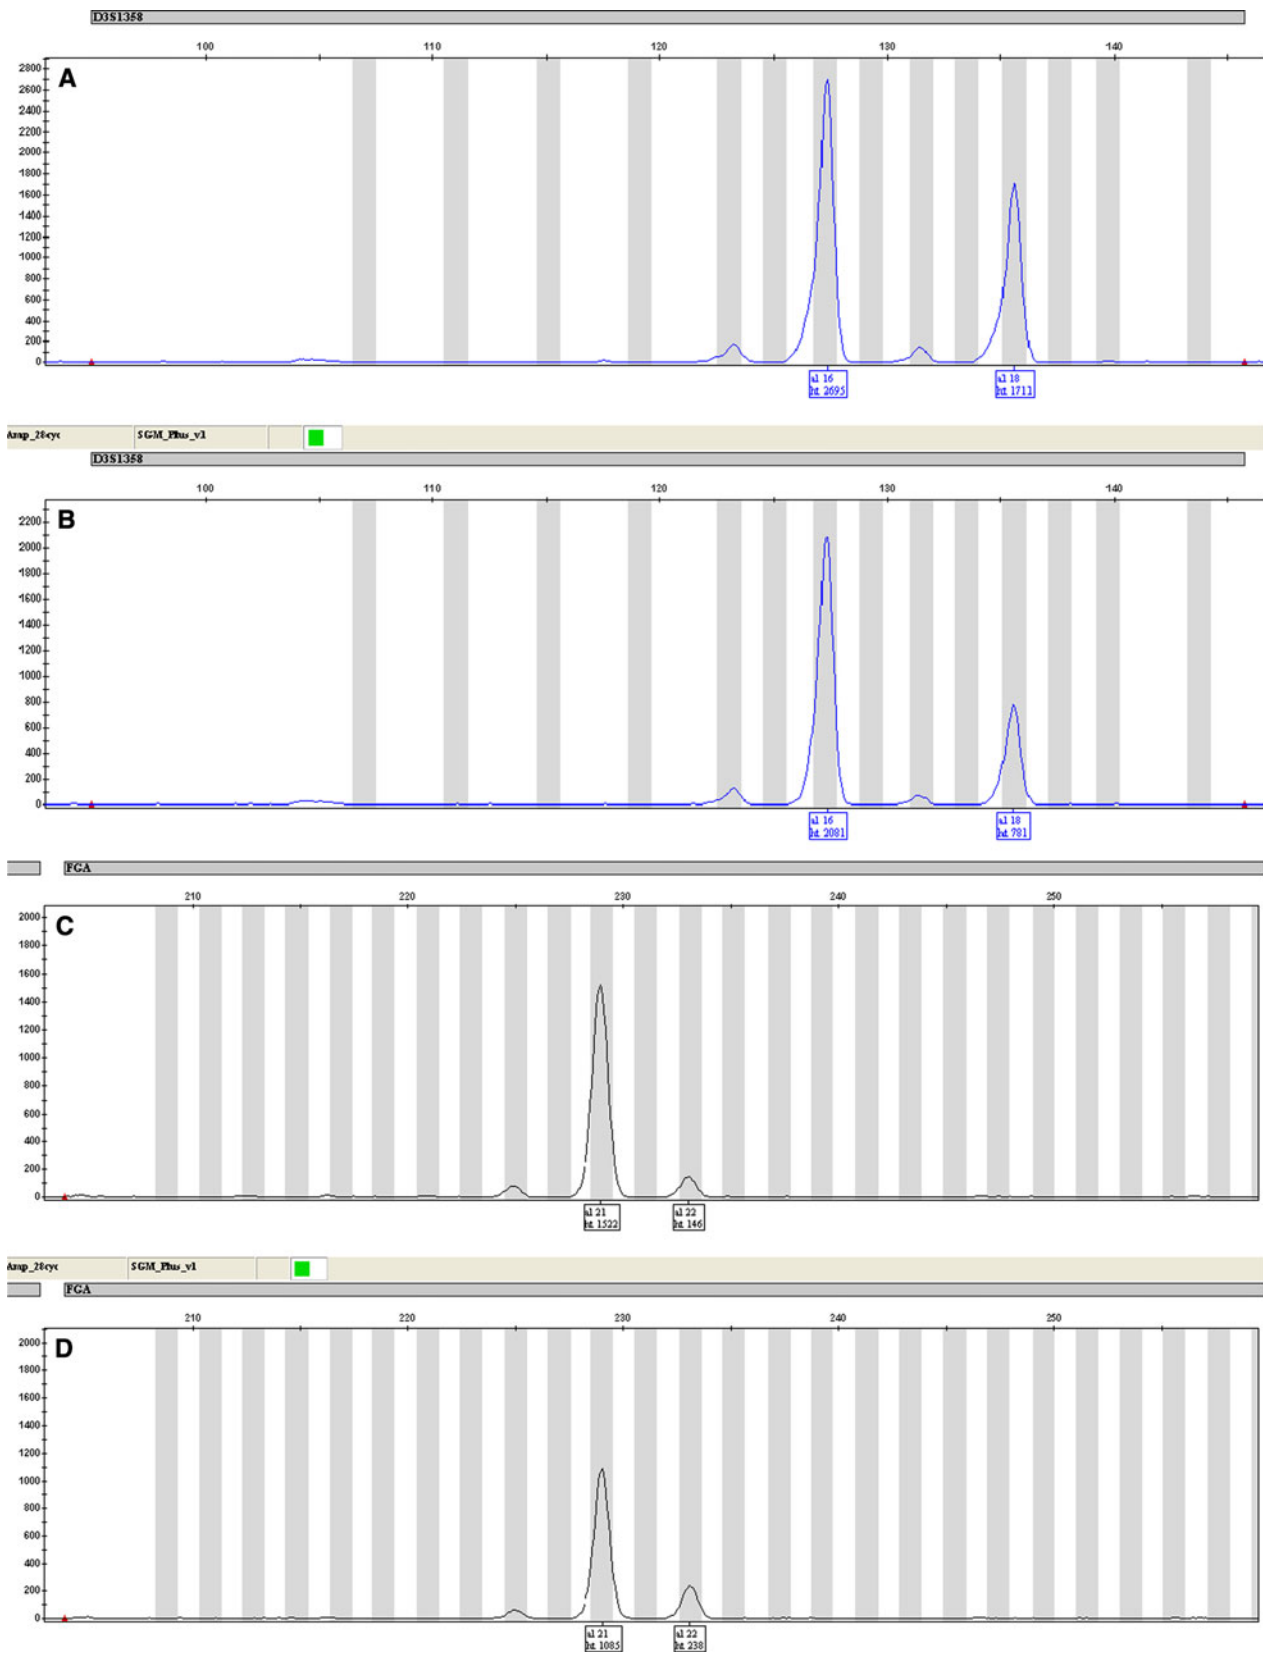 D3S1358
100 110 120 130 140
A
2800
2600
2400
2200
2000
1800
1600
1400
1200
1000
800
600
400
200
0
al 16 al 18
ht 2695 ht 1711
Amp_28cyc SGM_Plus_v1
D3S1358
100 110 120 130 140
B
2200
2000
1800
1600
1400
1200
1000
800
600
400
200
0
al 16 al 18
ht 2081 ht 781
FGA
210 220 230 240 250
C
2000
1800
1600
1400
1200
1000
800
600
400
200
0
al 21 al 22
ht 1522 ht 146
Amp_28cyc SGM_Plus_v1
FGA
210 220 230 240 250
D
2000
1800
1600
1400
1200
1000
800
600
400
200
0
al 21 al 22
ht 1085 ht 238